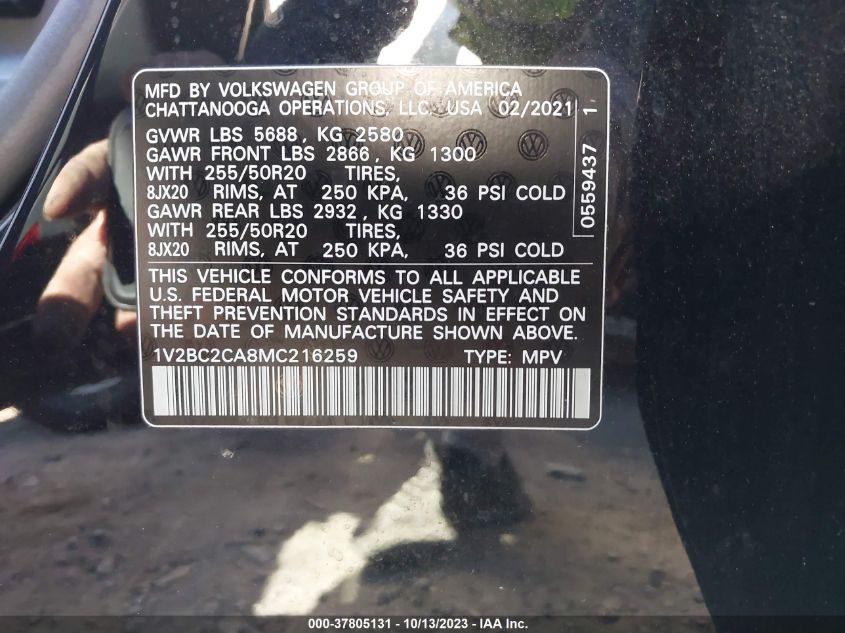 MFD BY VOLKSWAGEN GROUP OF AMERICA
CHATTANOOGA OPERATIONS, LLC, USA 02/2021
GVWR LBS 5688, KG 2580
GAWR FRONT LBS 2866, KG 1300
WITH 255/50R20 TIRES,
8JX20 RIMS, AT 250 KPA, 36 PSI COLD
GAWR REAR LBS 2932, KG 1330
WITH 255/50R20 TIRES,
8JX20 RIMS, AT 250 KPA, 36 PSI COLD
0559437 1
THIS VEHICLE CONFORMS TO ALL APPLICABLE
U.S. FEDERAL MOTOR VEHICLE SAFETY AND
THEFT PREVENTION STANDARDS IN EFFECT ON
THE DATE OF MANUFACTURE SHOWN ABOVE.
1V2BC2CA8MC216259 TYPE: MPV
000-37805131 - 10/13/2023 - IAA Inc.